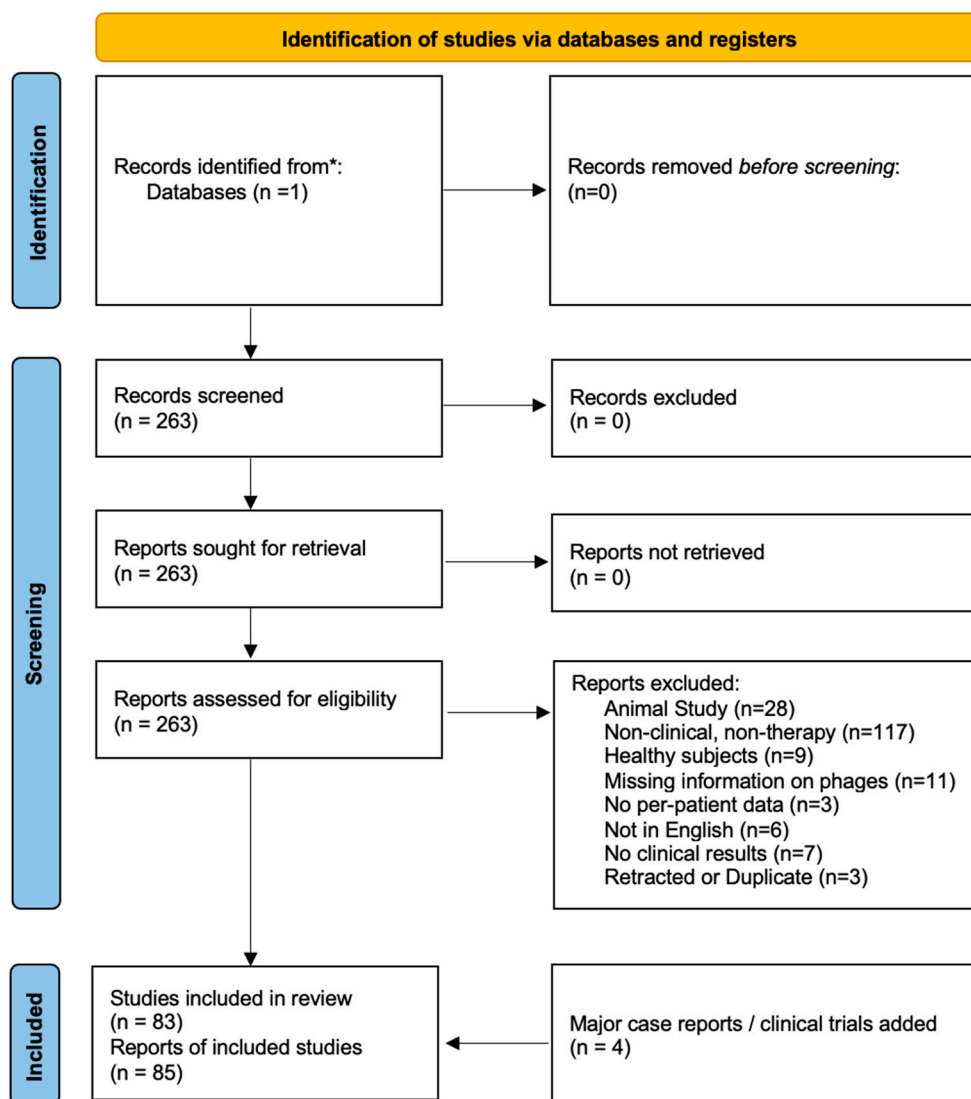 Identification of studies via databases and registers
Identification
Records identified from*:
Databases (n =1)
Records removed before screening:
(n=0)
Screening
Records screened
(n = 263)
Records excluded
(n = 0)
Reports sought for retrieval
(n = 263)
Reports not retrieved
(n = 0)
Reports assessed for eligibility
(n = 263)
Reports excluded:
Animal Study (n=28)
Non-clinical, non-therapy (n=117)
Healthy subjects (n=9)
Missing information on phages (n=11)
No per-patient data (n=3)
Not in English (n=6)
No clinical results (n=7)
Retracted or Duplicate (n=3)
Included
Studies included in review
(n = 83)
Reports of included studies
(n = 85)
Major case reports / clinical trials added
(n = 4)